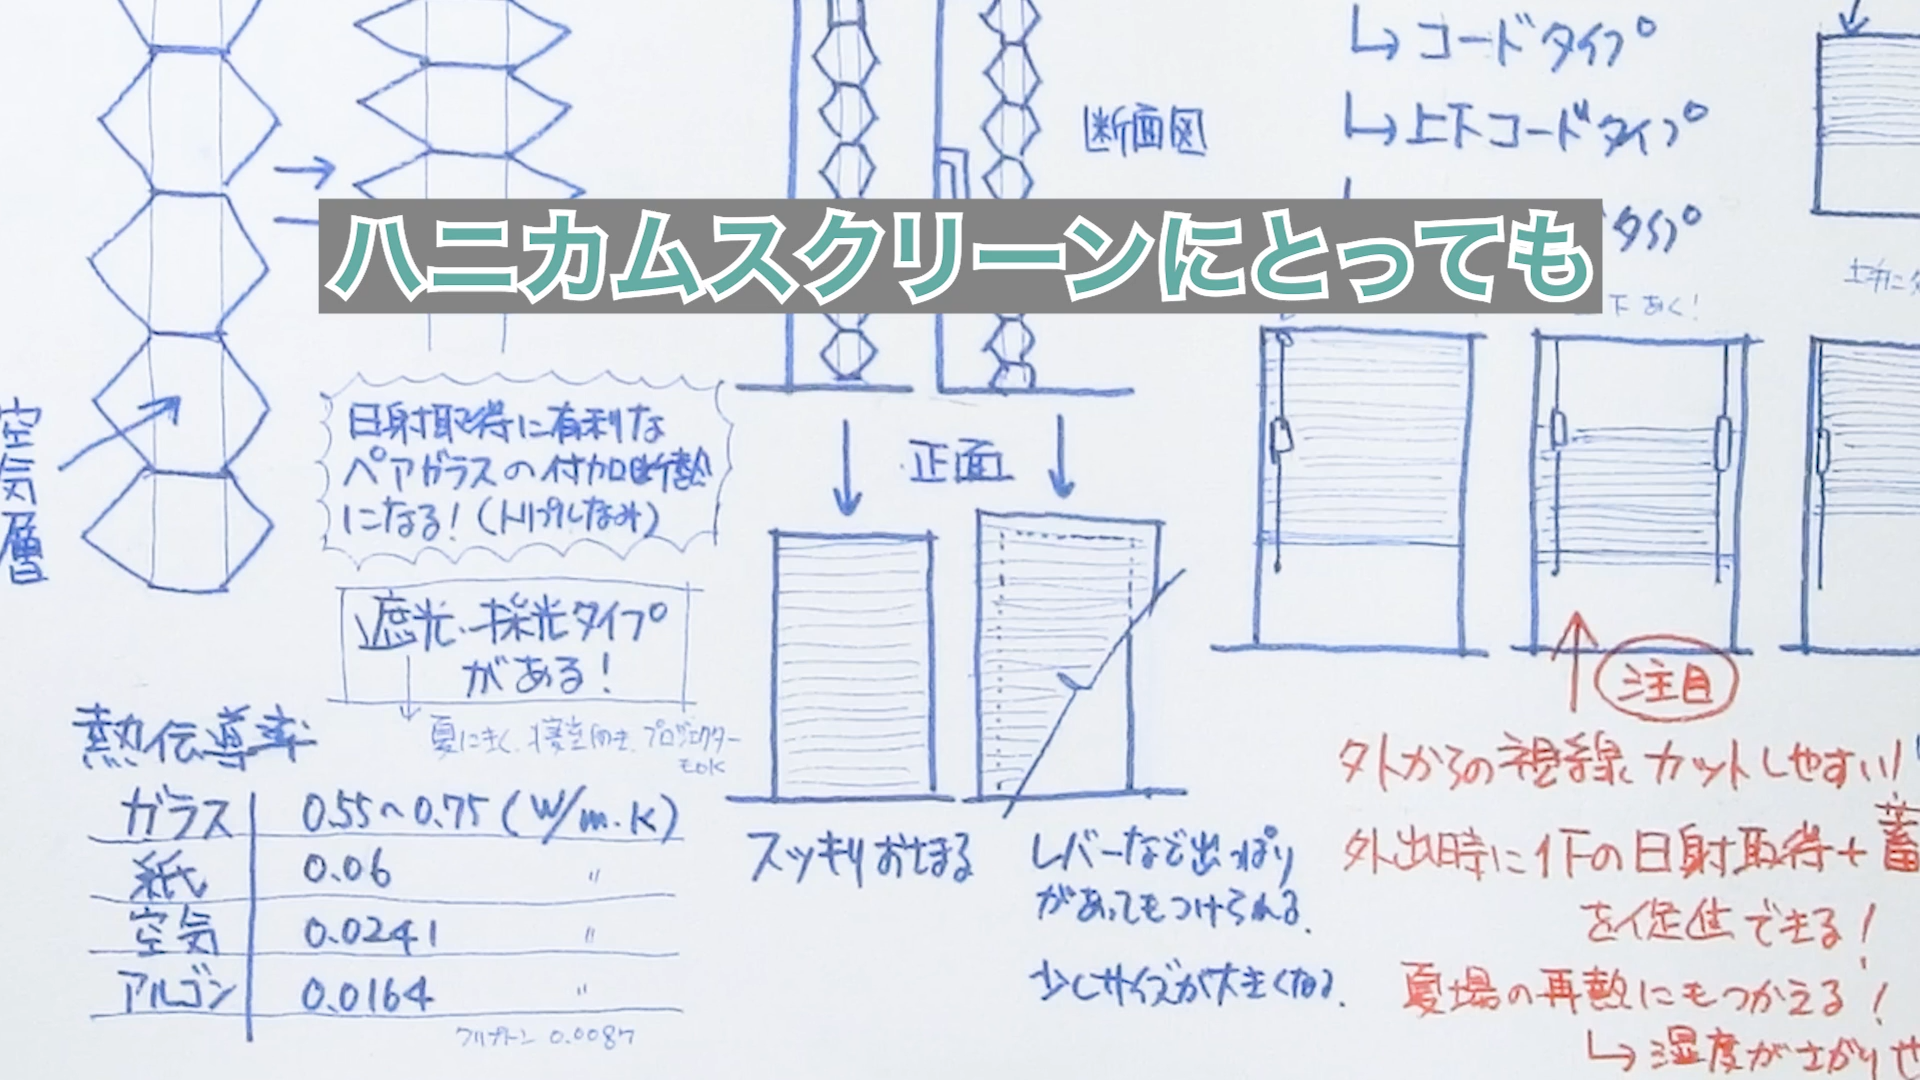 コードタイプ
上下コードタイプ
タイプ
断面図
ハニカムスクリーンにとっても
下 あく!
空気層
日射取得に有利な
ペアガラスの付加断熱
になる!(トリプルなみ)
正面
遮光・採光タイプ
がある!
夏にきく、寝室向き、プロジェクター
もOK
熱伝導率
ガラス 0.55~0.75 (W/m・K)
紙 0.06 〃
空気 0.0241 〃
アルゴン 0.0164 〃
クリプトン 0.0087
スッキリおさまる
レバーなど出っぱり
があってもつけられる.
少しサイズが大きくなる.
注目
外からの視線カットしやすい!
外出時に下の日射取得+蓄
を促進できる!
夏場の再熱にもつかえる!
湿度がさがりせ